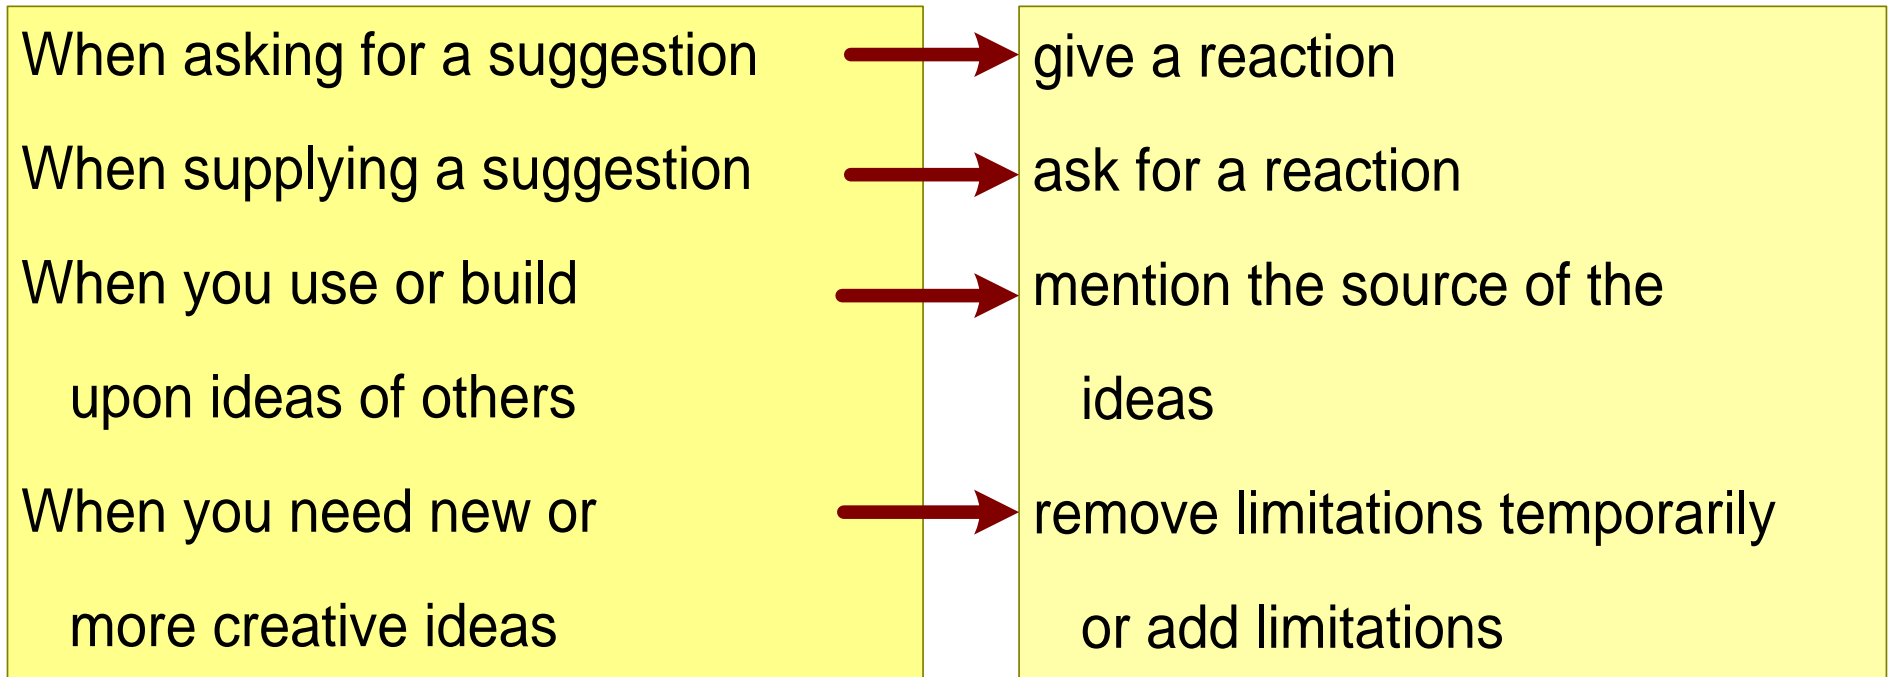 When asking for a suggestion
give a reaction
When supplying a suggestion
ask for a reaction
When you use or build
upon ideas of others
mention the source of the
ideas
When you need new or
more creative ideas
remove limitations temporarily
or add limitations